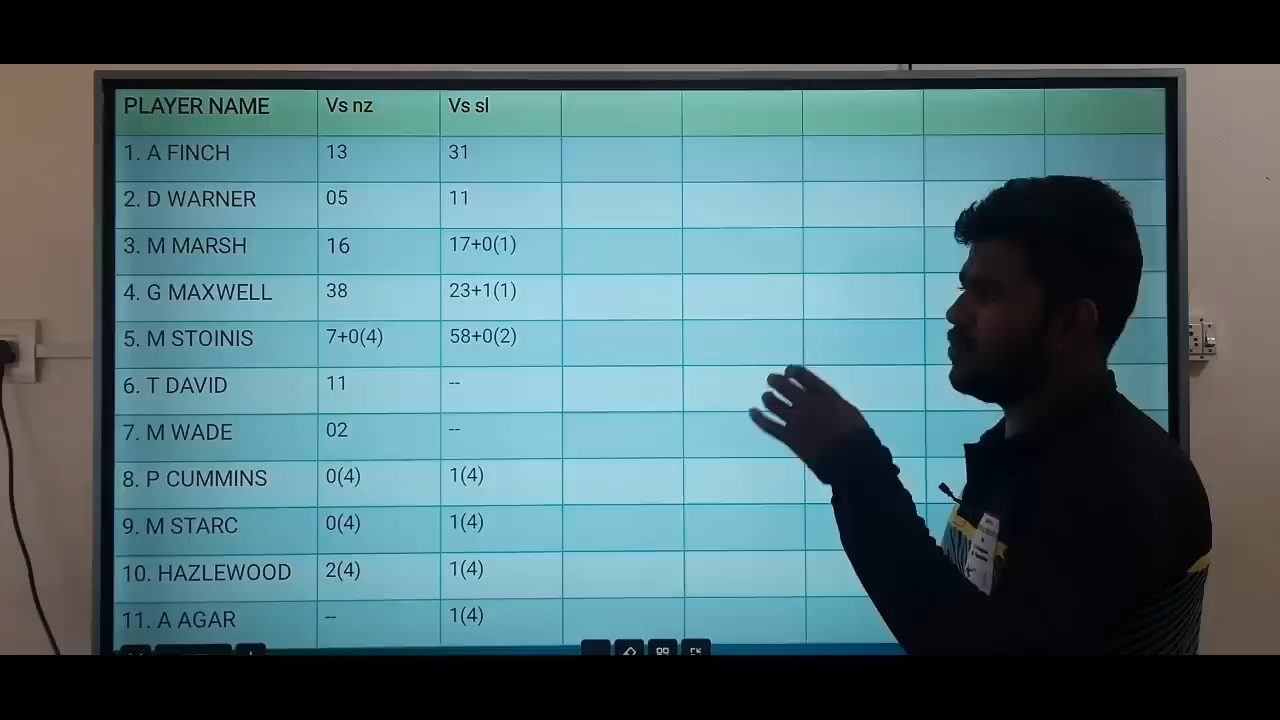 PLAYER NAME Vs nz Vs sl
1. A FINCH 13 31
2. D WARNER 05 11
3. M MARSH 16 17+0(1)
4. G MAXWELL 38 23+1(1)
5. M STOINIS 7+0(4) 58+0(2)
6. T DAVID 11 --
7. M WADE 02 --
8. P CUMMINS 0(4) 1(4)
9. M STARC 0(4) 1(4)
10. HAZLEWOOD 2(4) 1(4)
11. A AGAR -- 1(4)